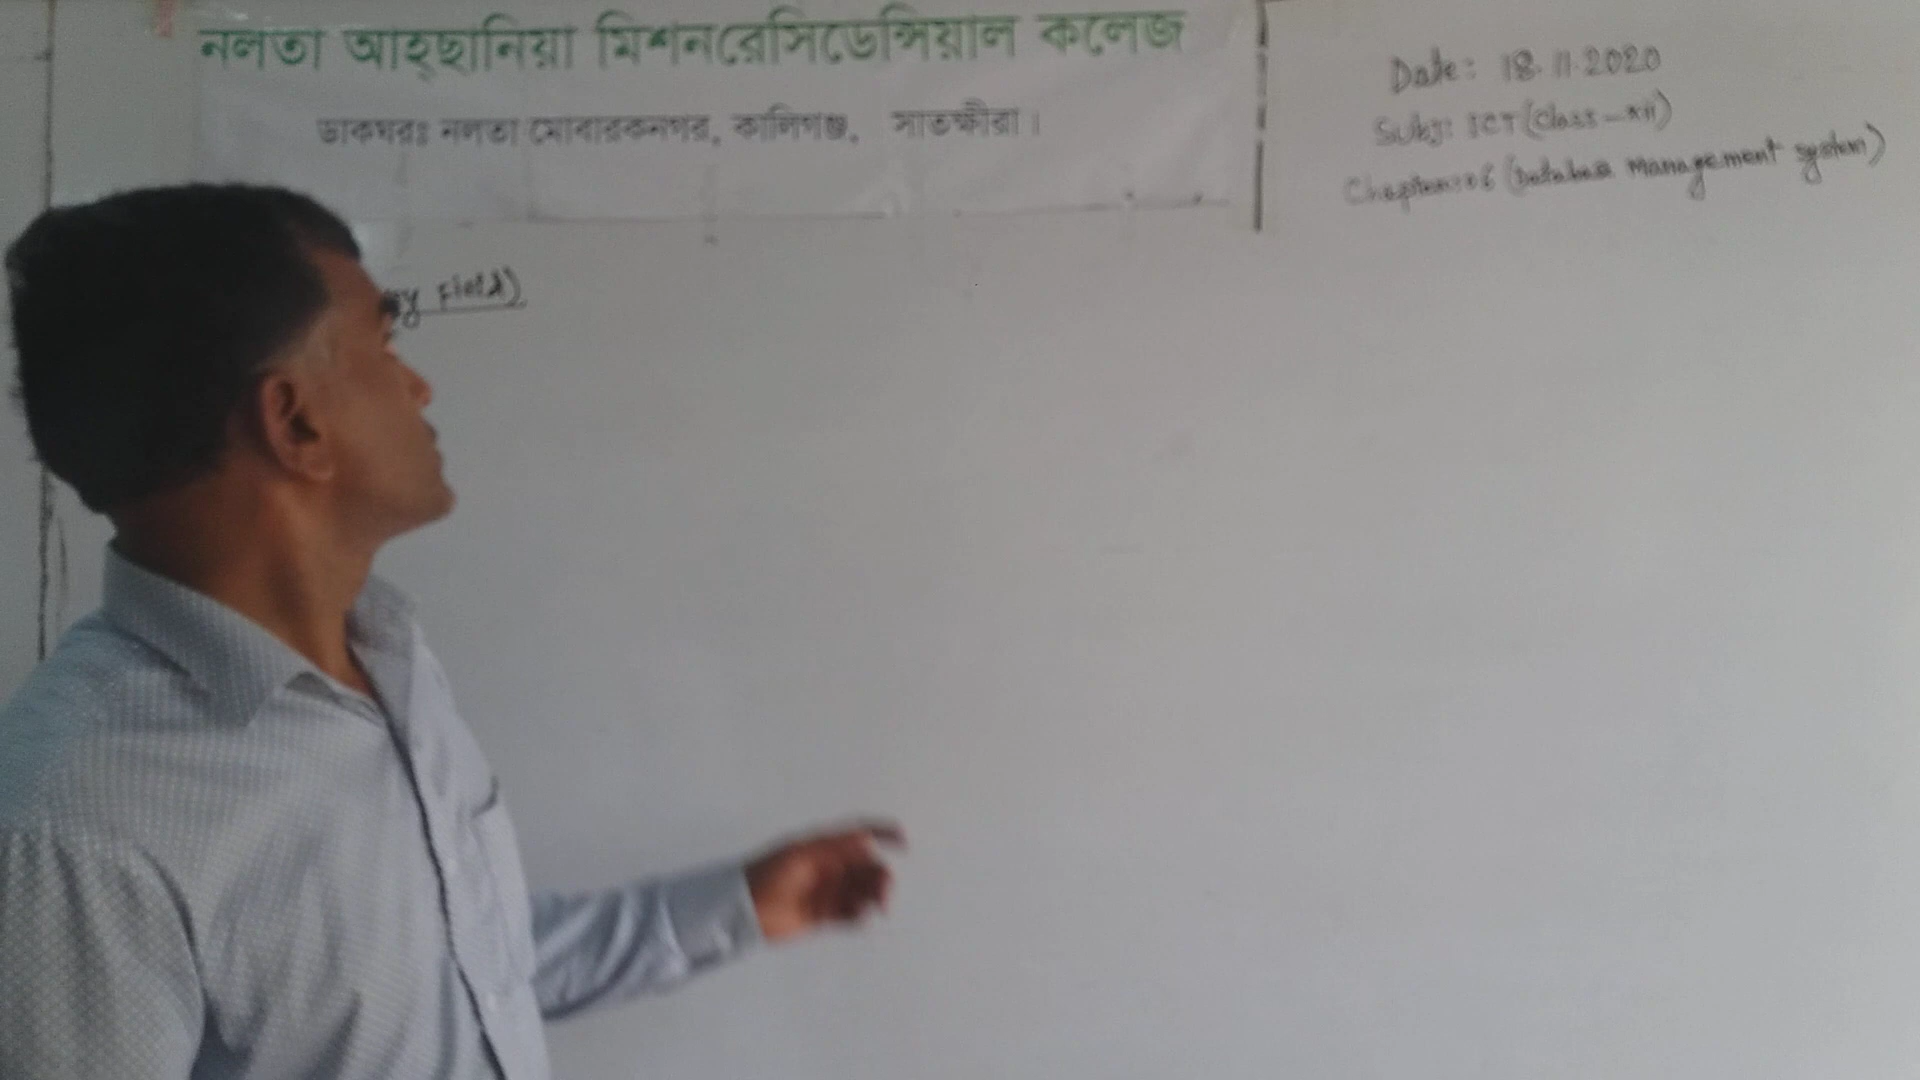 নলতা আহ্ছানিয়া মিশনরেসিডেন্সিয়াল কলেজ
ডাকঘরঃ নলতা মোবারকনগর, কালিগঞ্জ, সাতক্ষীরা।
Date: 18.11.2020
Subj: ICT (Class-xii)
Chapter: 06 (Database Management system)
Field)